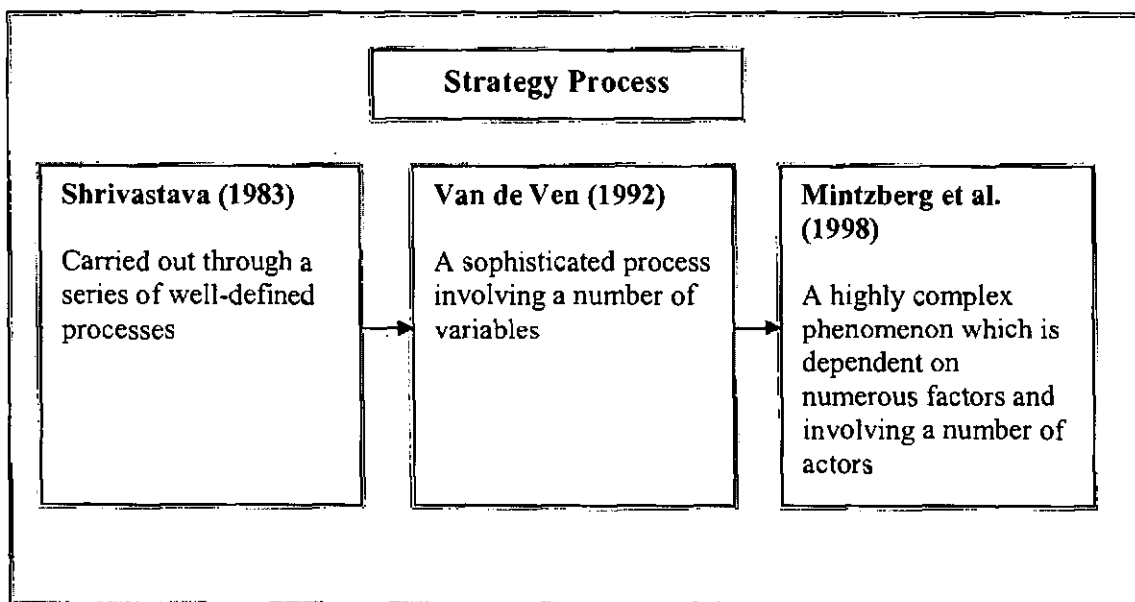 Strategy Process
Shrivastava (1983)
Carried out through a
series of well-defined
processes
Van de Ven (1992)
A sophisticated process
involving a number of
variables
Mintzberg et al.
(1998)
A highly complex
phenomenon which is
dependent on
numerous factors and
involving a number of
actors